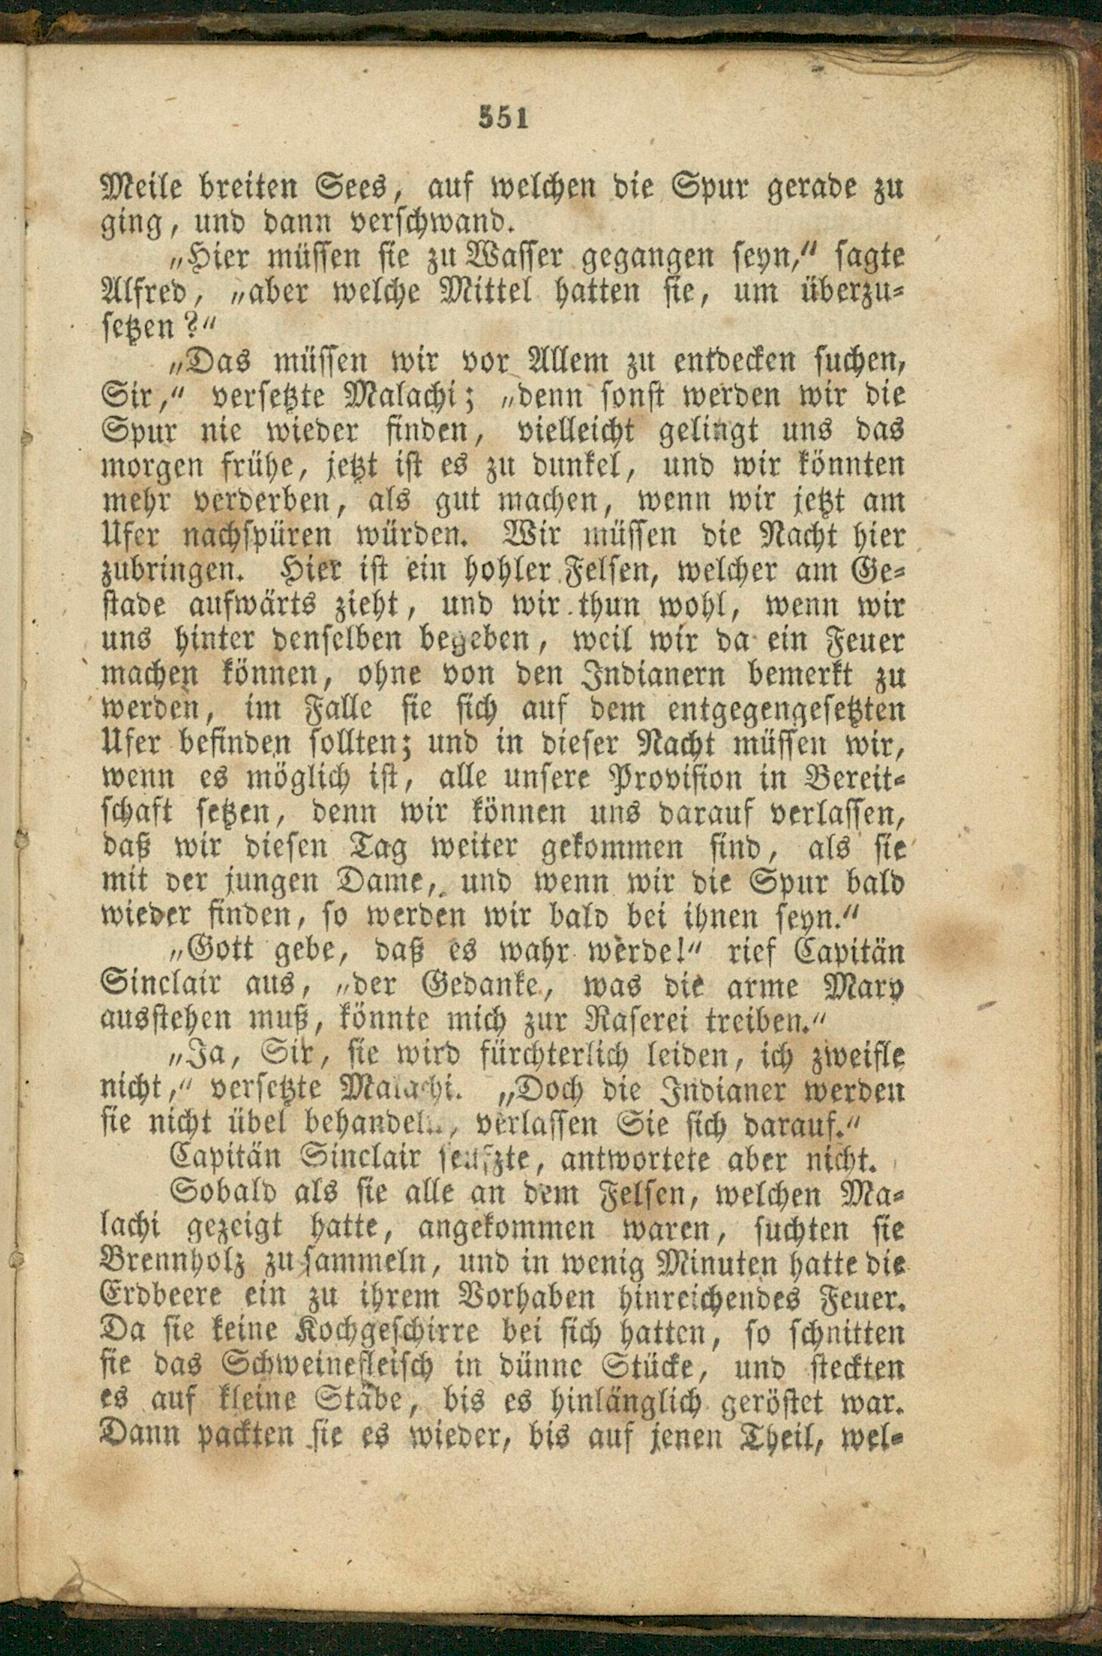 551
Meile breiten Sees, auf welchen die Spur gerade zu
ging, und dann verschwand.
„Hier müssen sie zu Wasser gegangen seyn,“ sagte
Alfred, „aber welche Mittel hatten sie, um überzu-
setzen?“
„Das müssen wir vor Allem zu entdecken suchen,
Sir,“ versetzte Malachi; „denn sonst werden wir die
Spur nie wieder finden, vielleicht gelingt uns das
morgen frühe, jetzt ist es zu dunkel, und wir könnten
mehr verderben, als gut machen, wenn wir jetzt am
Ufer nachspüren würden. Wir müssen die Nacht hier
zubringen. Hier ist ein hohler Felsen, welcher am Ge-
stade aufwärts zieht, und wir thun wohl, wenn wir
uns hinter denselben begeben, weil wir da ein Feuer
machen können, ohne von den Indianern bemerkt zu
werden, im Falle sie sich auf dem entgegengesetzten
Ufer befinden sollten; und in dieser Nacht müssen wir,
wenn es möglich ist, alle unsere Provision in Bereit-
schaft setzen, denn wir können uns darauf verlassen,
daß wir diesen Tag weiter gekommen sind, als sie
mit der jungen Dame, und wenn wir die Spur bald
wieder finden, so werden wir bald bei ihnen seyn.“
„Gott gebe, daß es wahr werde!“ rief Capitän
Sinclair aus, „der Gedanke, was die arme Mary
ausstehen muß, könnte mich zur Raserei treiben.“
„Ja, Sir, sie wird fürchterlich leiden, ich zweifle
nicht,“ versetzte Malachi. „Doch die Indianer werden
sie nicht übel behandeln, verlassen Sie sich darauf.“
Capitän Sinclair seufzte, antwortete aber nicht.
Sobald als sie alle an dem Felsen, welchen Ma-
lachi gezeigt hatte, angekommen waren, suchten sie
Brennholz zu sammeln, und in wenig Minuten hatte die
Erdbeere ein zu ihrem Vorhaben hinreichendes Feuer.
Da sie keine Kochgeschirre bei sich hatten, so schnitten
sie das Schweinefleisch in dünne Stücke, und steckten
es auf kleine Stäbe, bis es hinlänglich geröstet war.
Dann packten sie es wieder, bis auf jenen Theil, wel-